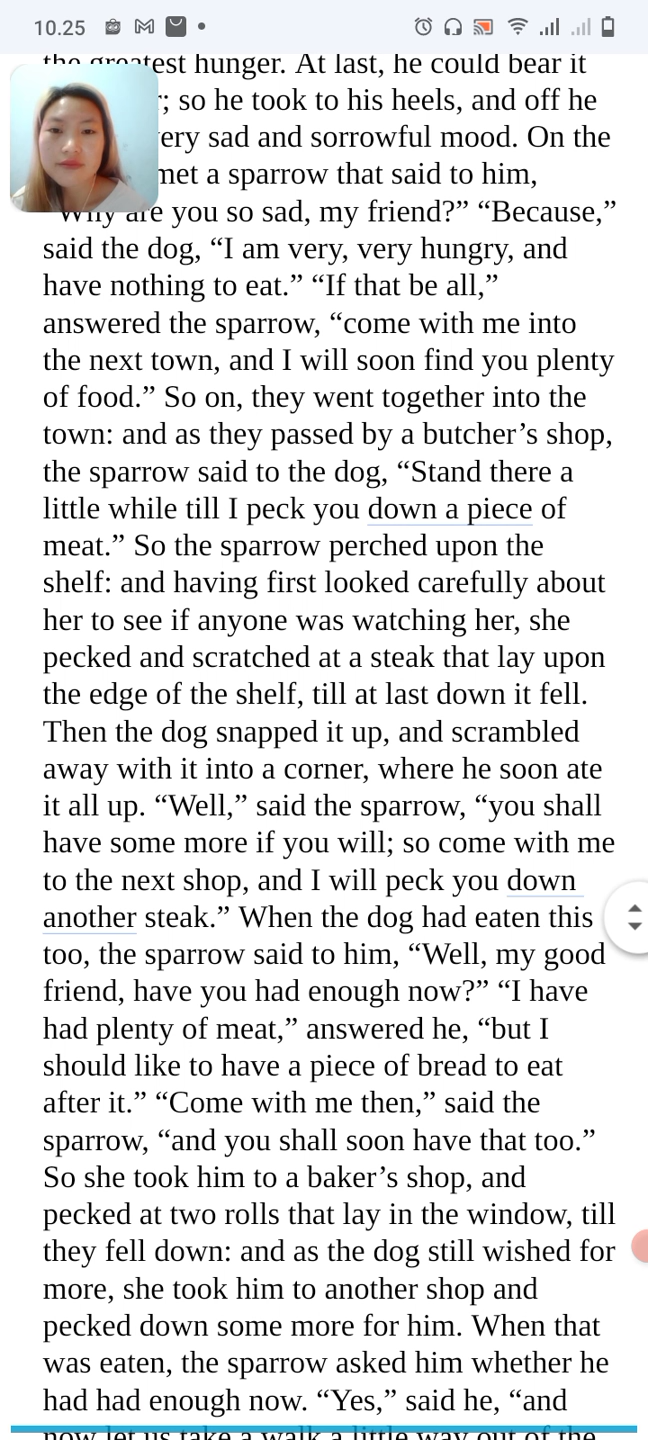 10.25
the greatest hunger. At last, he could bear it
; so he took to his heels, and off he
very sad and sorrowful mood. On the
met a sparrow that said to him,
“Why are you so sad, my friend?” “Because,”
said the dog, “I am very, very hungry, and
have nothing to eat.” “If that be all,”
answered the sparrow, “come with me into
the next town, and I will soon find you plenty
of food.” So on, they went together into the
town: and as they passed by a butcher’s shop,
the sparrow said to the dog, “Stand there a
little while till I peck you down a piece of
meat.” So the sparrow perched upon the
shelf: and having first looked carefully about
her to see if anyone was watching her, she
pecked and scratched at a steak that lay upon
the edge of the shelf, till at last down it fell.
Then the dog snapped it up, and scrambled
away with it into a corner, where he soon ate
it all up. “Well,” said the sparrow, “you shall
have some more if you will; so come with me
to the next shop, and I will peck you down
another steak.” When the dog had eaten this
too, the sparrow said to him, “Well, my good
friend, have you had enough now?” “I have
had plenty of meat,” answered he, “but I
should like to have a piece of bread to eat
after it.” “Come with me then,” said the
sparrow, “and you shall soon have that too.”
So she took him to a baker’s shop, and
pecked at two rolls that lay in the window, till
they fell down: and as the dog still wished for
more, she took him to another shop and
pecked down some more for him. When that
was eaten, the sparrow asked him whether he
had had enough now. “Yes,” said he, “and
now let us take a walk a little way out of the